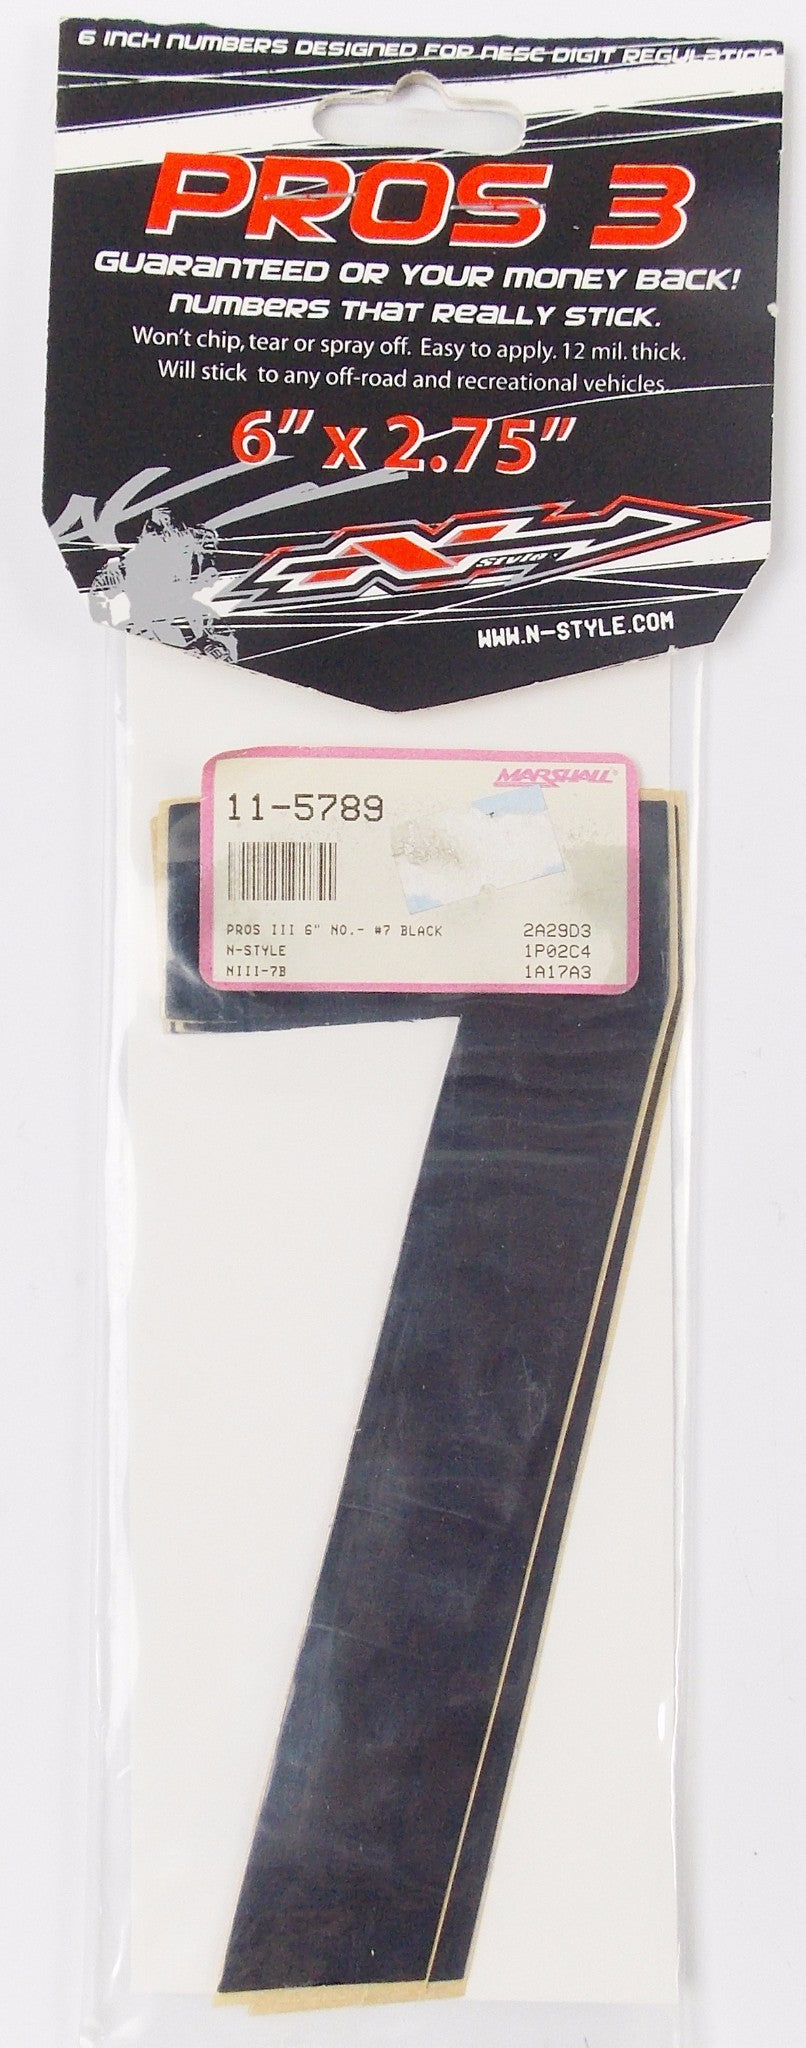 6 INCH NUMBERS DESIGNED FOR NESC DIGIT REGULATION
PROS 3
GUARANTEED OR YOUR MONEY BACK!
NUMBERS THAT REALLY STICK.
Won't chip, tear or spray off. Easy to apply. 12 mil. thick.
Will stick to any off-road and recreational vehicles.
6" x 2.75"
N Style
WWW.N-STYLE.COM
MARSHALL
11-5789
PROS III 6" NO.- #7 BLACK 2A29D3
N-STYLE 1P02C4
NIII-7B 1A17A3
7